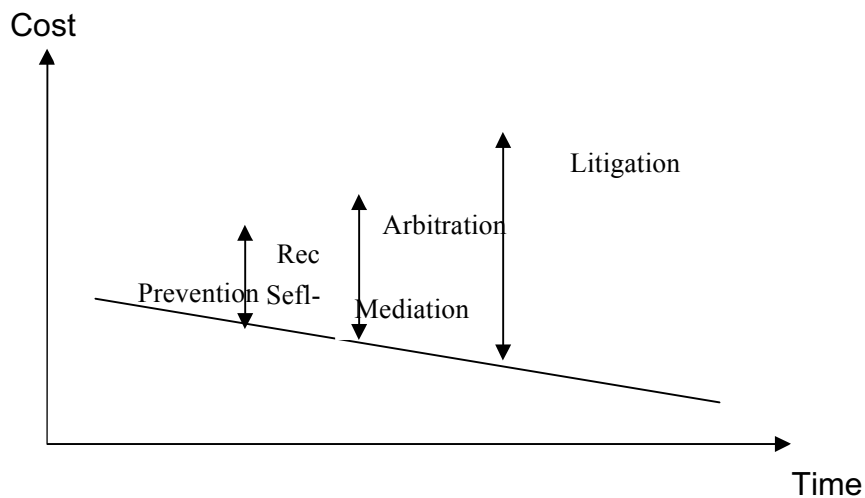 Cost
Litigation
Arbitration
Rec
Prevention Sefl-
Mediation
Time